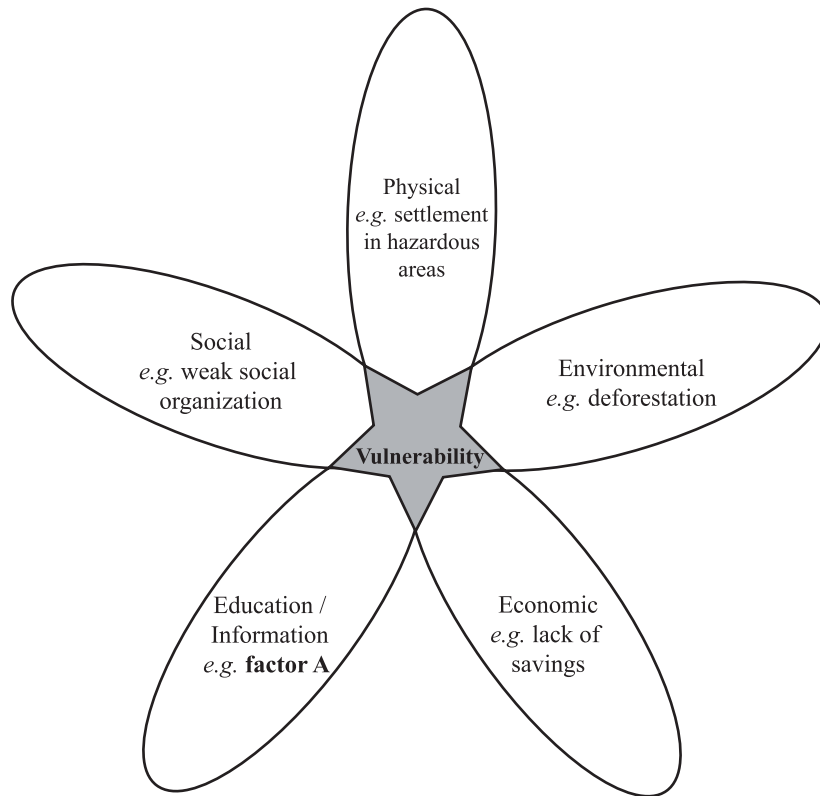 Physical
e.g. settlement
in hazardous
areas
Social
e.g. weak social
organization
Environmental
e.g. deforestation
Vulnerability
Education /
Information
e.g. factor A
Economic
e.g. lack of
savings